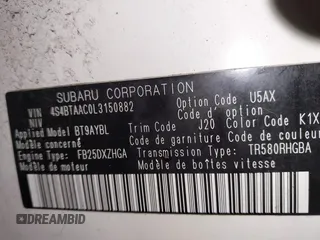 SUBARU CORPORATION
VIN 4S4BTAAC0L3150882 Option Code U5AX
NIV Code d'option
Applied Model BT9AYBL Trim Code J20 Color Code K1X
Modèle concerné Code de garniture Code de couleur
Engine Type FB25DXZHGA Transmission Type TR580RHGBA
Modèle de moteur Modèle de boîtes vitesse
DREAMBID